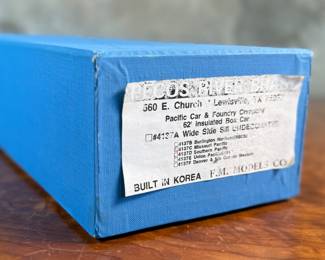 PECOS RIVER BRASS
560 E. Church Lewisville, TX
Pacific Car & Foundry Company
62' Insulated Box Car
#4137A Wide Side Sill UNDECORATED
4137B Burlington Northern
4137C Missouri Pacific
4137D Southern Pacific
4137E Union Pacific
4137F Denver & Rio Grande Western
BUILT IN KOREA F.M. MODELS CO